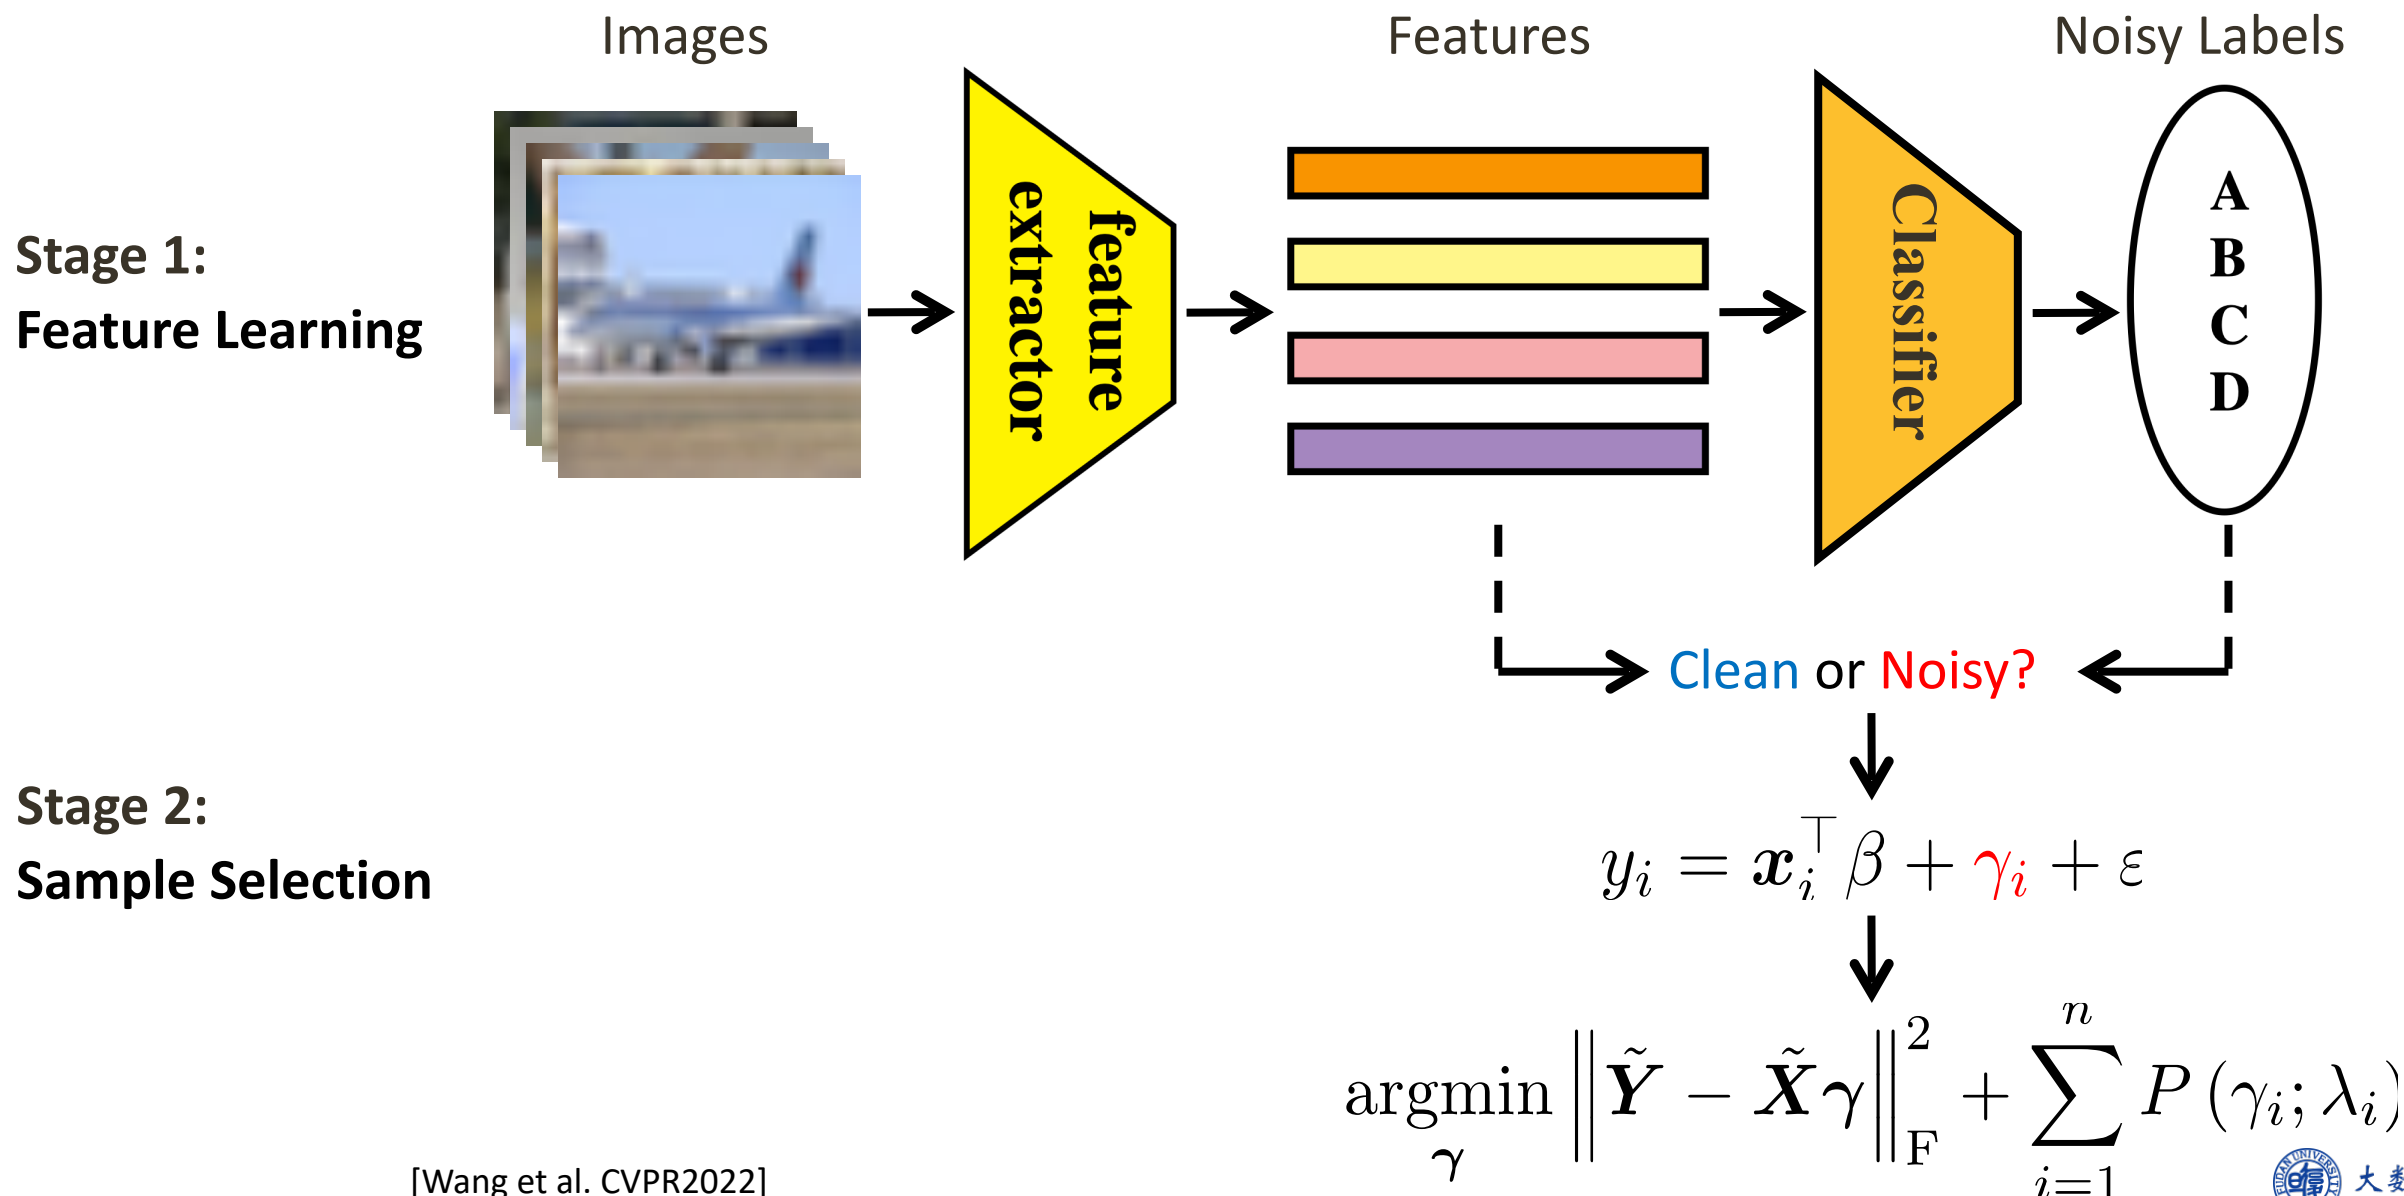 Images
Features
Noisy Labels
Stage 1:
Feature Learning
feature
extractor
Classifier
A
B
C
D
Clean or Noisy?
Stage 2:
Sample Selection
y_i = x_i^⊤ β + γ_i + ε
argmin_γ ‖Ỹ − X̃γ‖_F^2 + ∑_{i=1}^n P(γ_i; λ_i)
[Wang et al. CVPR2022]